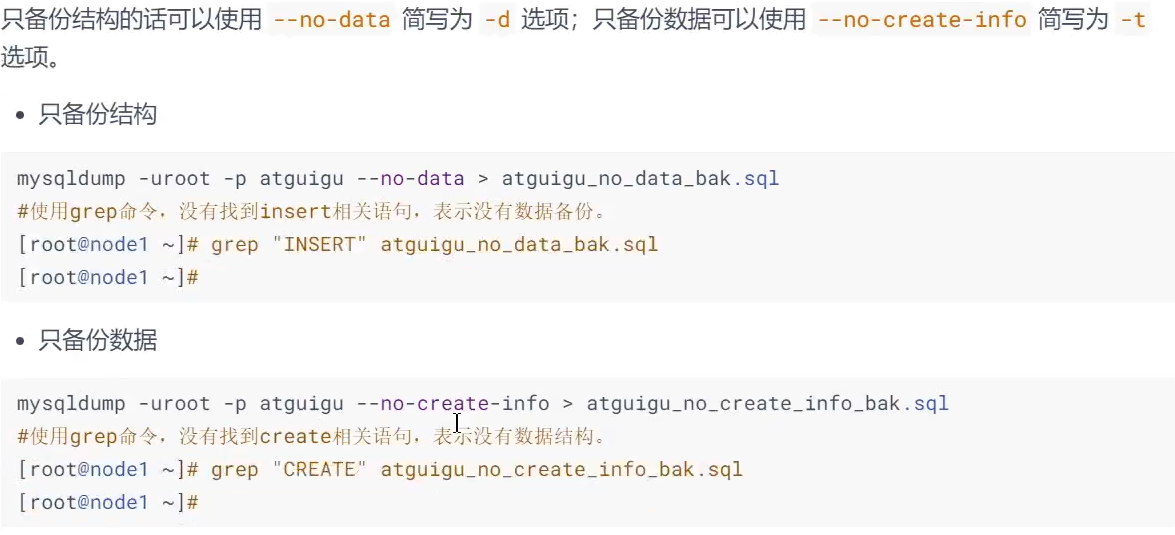 只备份结构的话可以使用 --no-data 简写为 -d 选项；只备份数据可以使用 --no-create-info 简写为 -t
选项。
• 只备份结构
mysqldump -uroot -p atguigu --no-data > atguigu_no_data_bak.sql
#使用grep命令，没有找到insert相关语句，表示没有数据备份。
[root@node1 ~]# grep "INSERT" atguigu_no_data_bak.sql
[root@node1 ~]#
• 只备份数据
mysqldump -uroot -p atguigu --no-create-info > atguigu_no_create_info_bak.sql
#使用grep命令，没有找到create相关语句，表示没有数据结构。
[root@node1 ~]# grep "CREATE" atguigu_no_create_info_bak.sql
[root@node1 ~]#